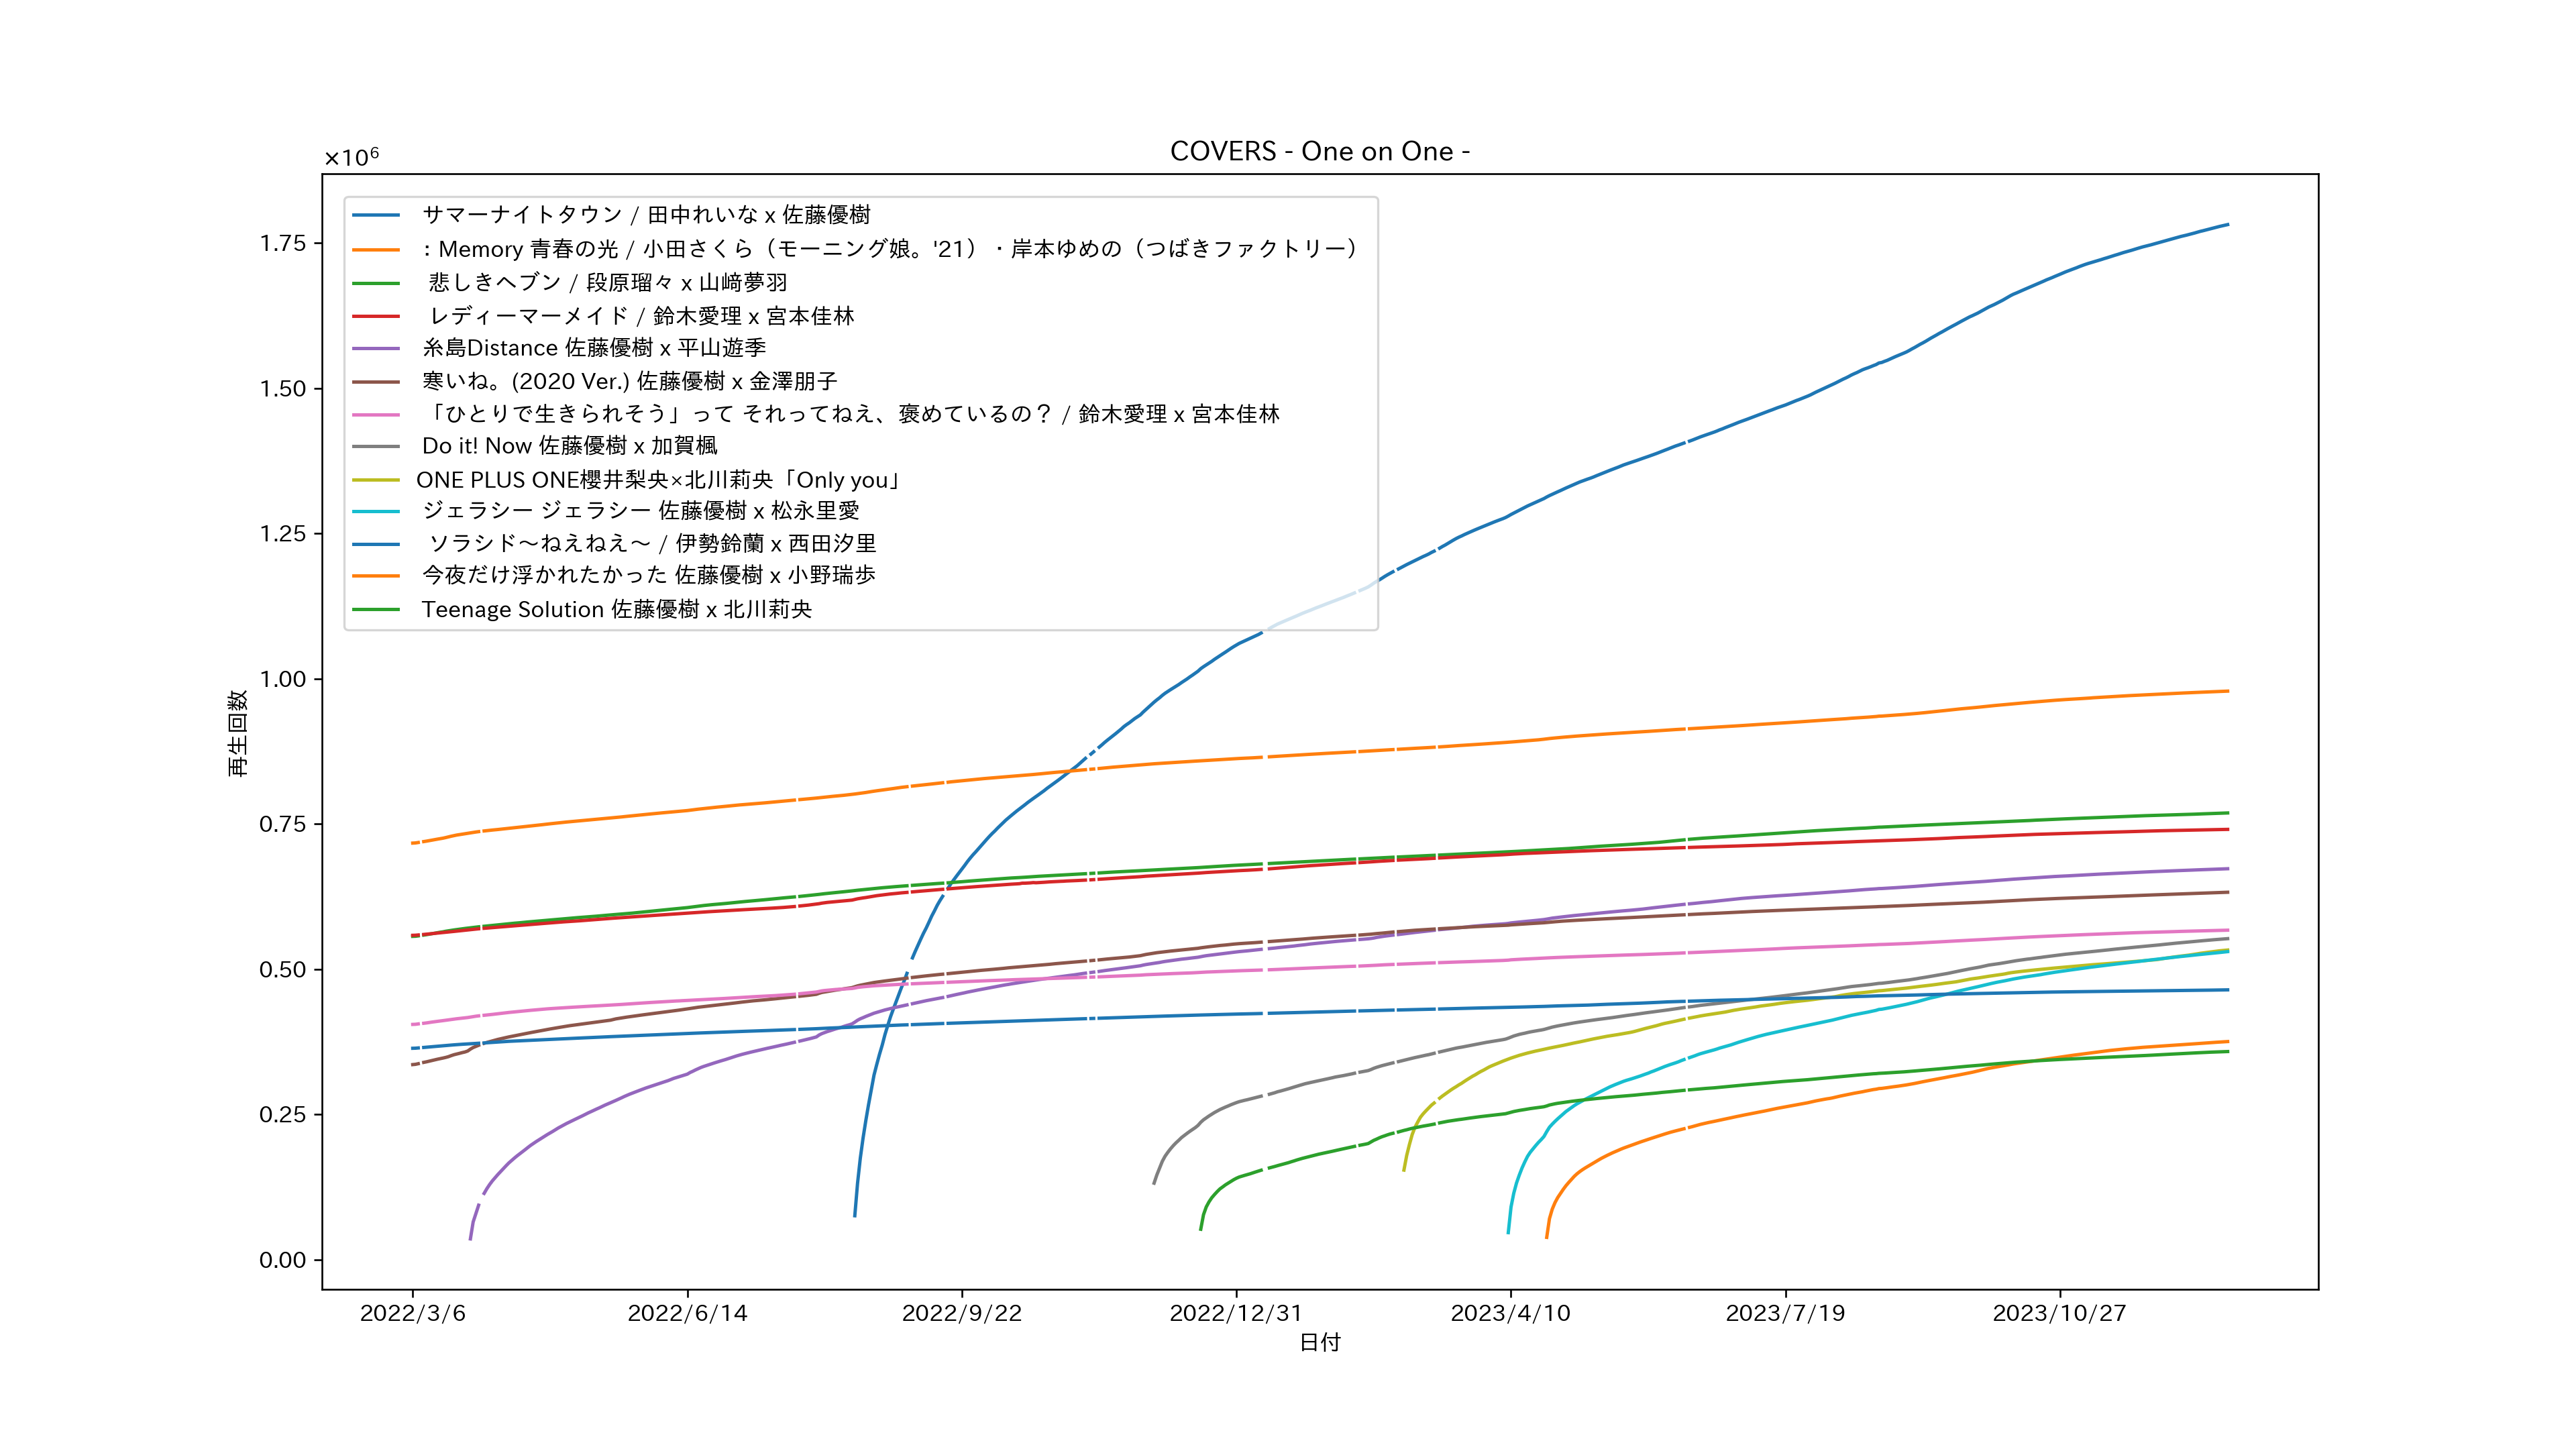 COVERS - One on One -
×10⁶
サマーナイトタウン / 田中れいな x 佐藤優樹
: Memory 青春の光 / 小田さくら（モーニング娘。'21）・岸本ゆめの（つばきファクトリー）
悲しきヘブン / 段原瑠々 x 山﨑夢羽
レディーマーメイド / 鈴木愛理 x 宮本佳林
糸島Distance 佐藤優樹 x 平山遊季
寒いね。(2020 Ver.) 佐藤優樹 x 金澤朋子
「ひとりで生きられそう」って それってねえ、褒めているの？ / 鈴木愛理 x 宮本佳林
Do it! Now 佐藤優樹 x 加賀楓
ONE PLUS ONE櫻井梨央×北川莉央「Only you」
ジェラシー ジェラシー 佐藤優樹 x 松永里愛
ソラシド～ねえねえ～ / 伊勢鈴蘭 x 西田汐里
今夜だけ浮かれたかった 佐藤優樹 x 小野瑞歩
Teenage Solution 佐藤優樹 x 北川莉央
再生回数
1.75
1.50
1.25
1.00
0.75
0.50
0.25
0.00
2022/3/6 2022/6/14 2022/9/22 2022/12/31 2023/4/10 2023/7/19 2023/10/27
日付